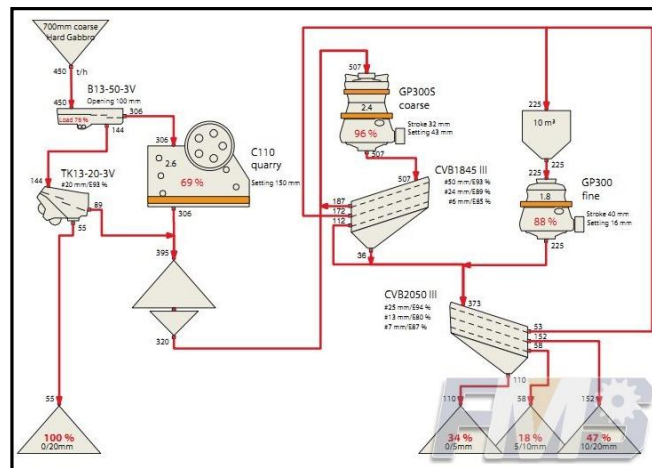 700mm coarse
Hard Gabbro
450 t/h
B13-50-3V
Opening 100 mm
450
Load 76 %
306
144
144
TK13-20-3V
#20 mm/E93 %
89
55
306
2.6
69 %
C110
quarry
Setting 150 mm
306
395
320
507
GP300S
coarse
2.4
Stroke 32 mm
Setting 43 mm
96 %
507
CVB1845 III
#50 mm/E93 %
#24 mm/E89 %
#6 mm/E85 %
507
187
172
112
36
225
10 m³
225
225
GP300
fine
1.8
Stroke 40 mm
Setting 16 mm
88 %
225
CVB2050 III
#25 mm/E94 %
#13 mm/E80 %
#7 mm/E87 %
373
53
152
58
110
55
100 %
0/20mm
110
34 %
0/5mm
58
18 %
5/10mm
152
47 %
10/20mm
FMS